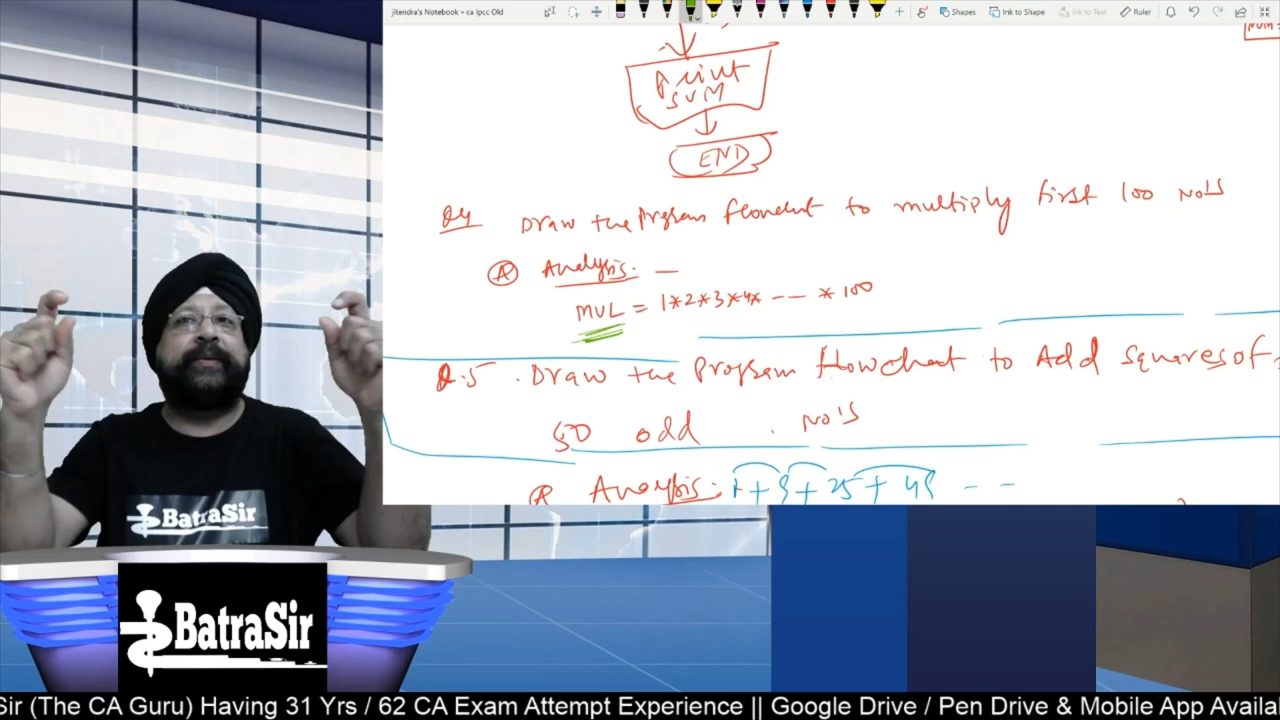 jitendra's Notebook » ca Ipcc Old
Shapes Ink to Shape Ink to Text Ruler
Print
SUM
END
Q4 Draw the Program flowchart to multiply first 100 No's
A Analysis. —
MUL = 1*2*3*4* -- — *100
Q.5 . Draw the Program flowchart to Add squares of
50 odd . No's
A Analysis: 1+9+25+49 - -
BatraSir
BatraSir
Sir (The CA Guru) Having 31 Yrs / 62 CA Exam Attempt Experience || Google Drive / Pen Drive & Mobile App Availa